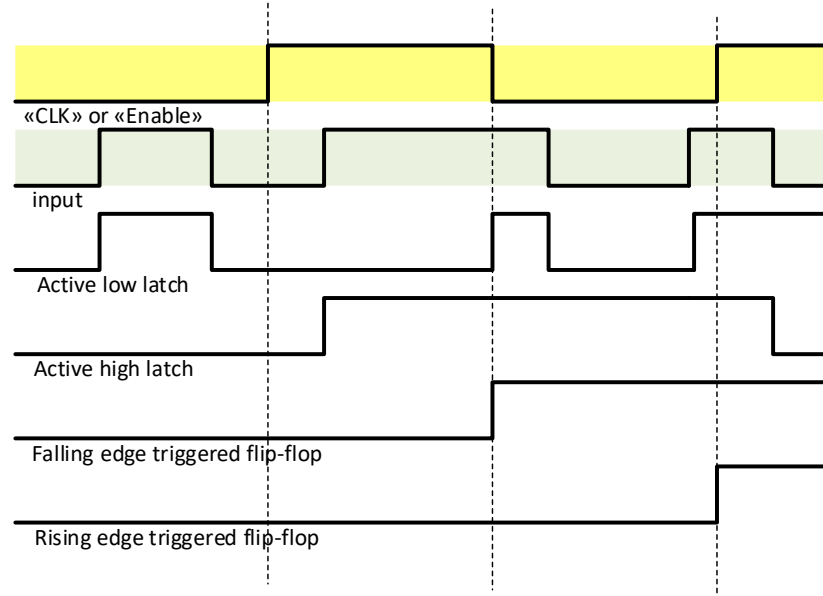 «CLK» or «Enable»
input
Active low latch
Active high latch
Falling edge triggered flip-flop
Rising edge triggered flip-flop